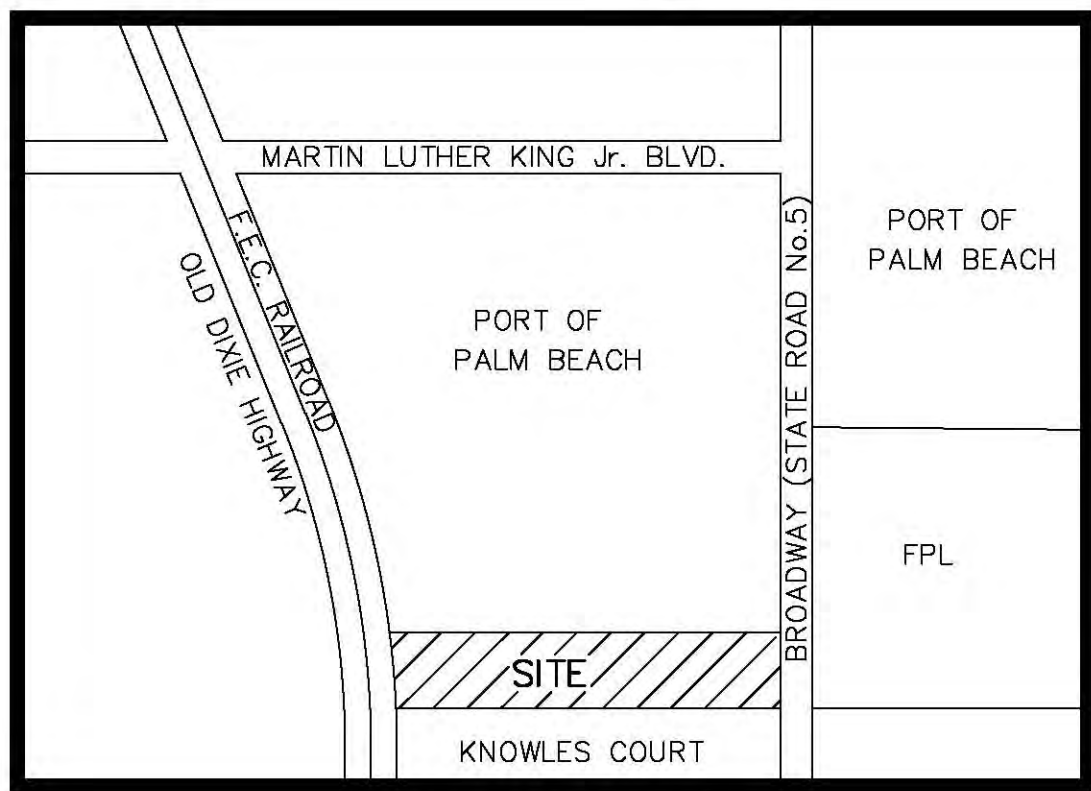 MARTIN LUTHER KING Jr. BLVD.
PORT OF
PALM BEACH
F.E.C. RAILROAD
OLD DIXIE HIGHWAY
PORT OF
PALM BEACH
BROADWAY (STATE ROAD No.5)
FPL
SITE
KNOWLES COURT